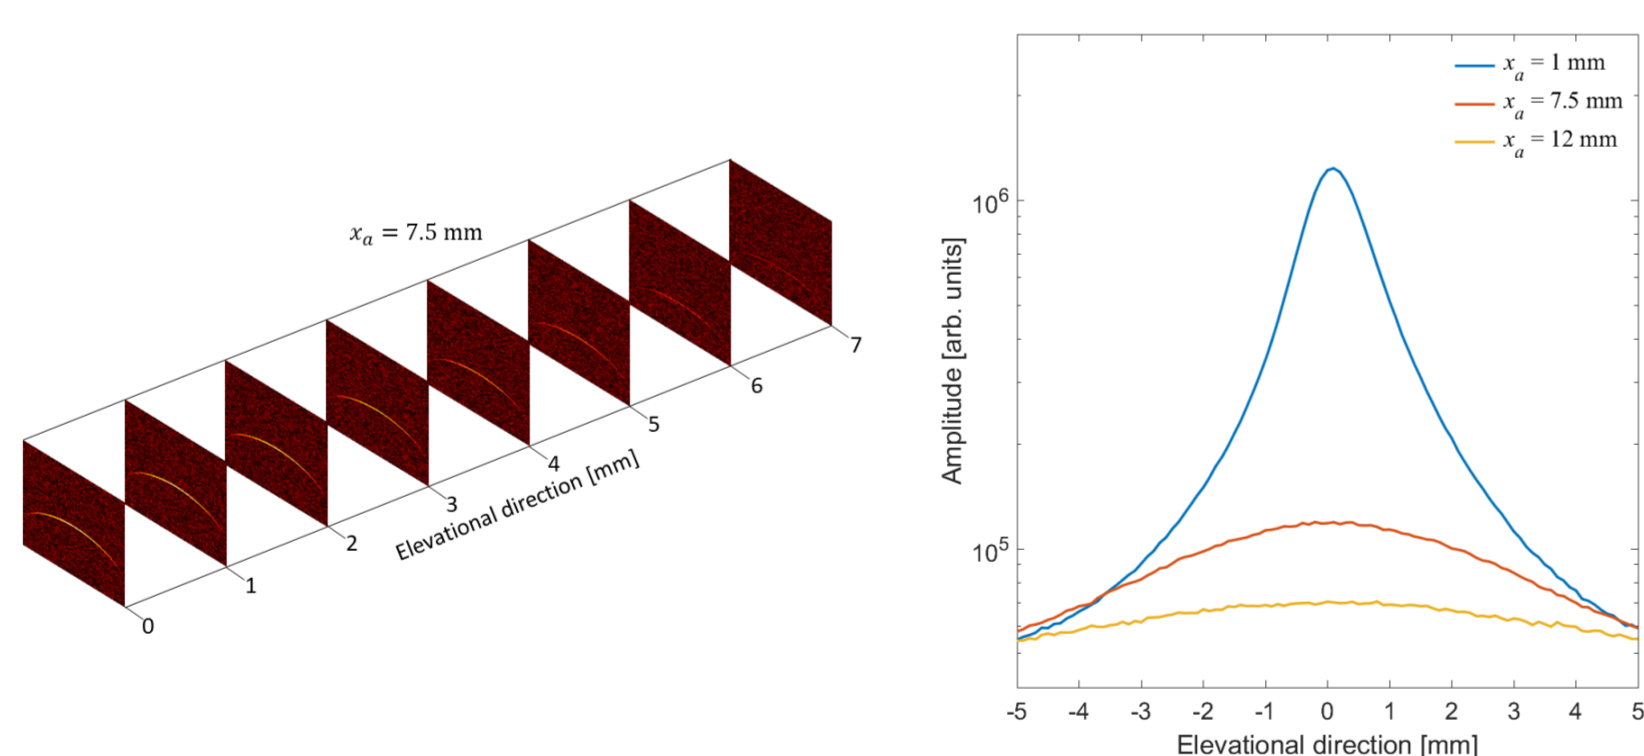 x_a = 7.5 mm
0
1
2
3
4
5
6
7
Elevational direction [mm]
x_a = 1 mm
x_a = 7.5 mm
x_a = 12 mm
10^6
10^5
Amplitude [arb. units]
-5 -4 -3 -2 -1 0 1 2 3 4 5
Elevational direction [mm]